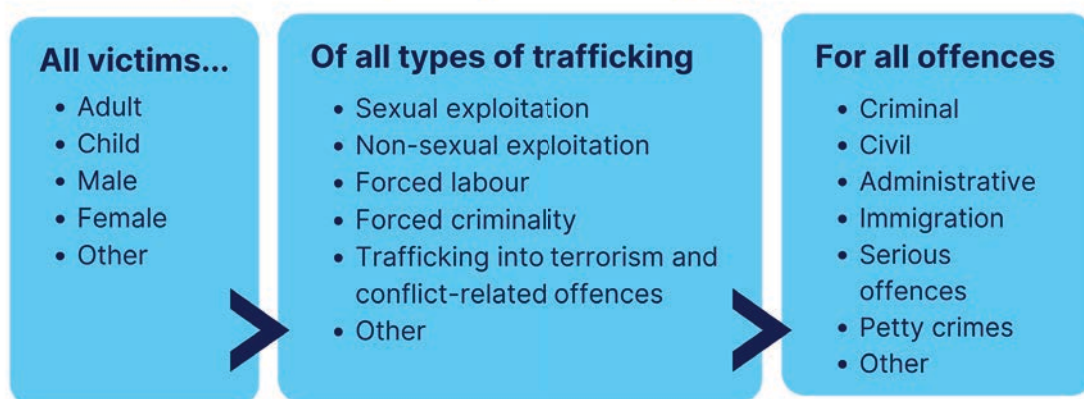 All victims...
• Adult
• Child
• Male
• Female
• Other
Of all types of trafficking
• Sexual exploitation
• Non-sexual exploitation
• Forced labour
• Forced criminality
• Trafficking into terrorism and
conflict-related offences
• Other
For all offences
• Criminal
• Civil
• Administrative
• Immigration
• Serious
offences
• Petty crimes
• Other